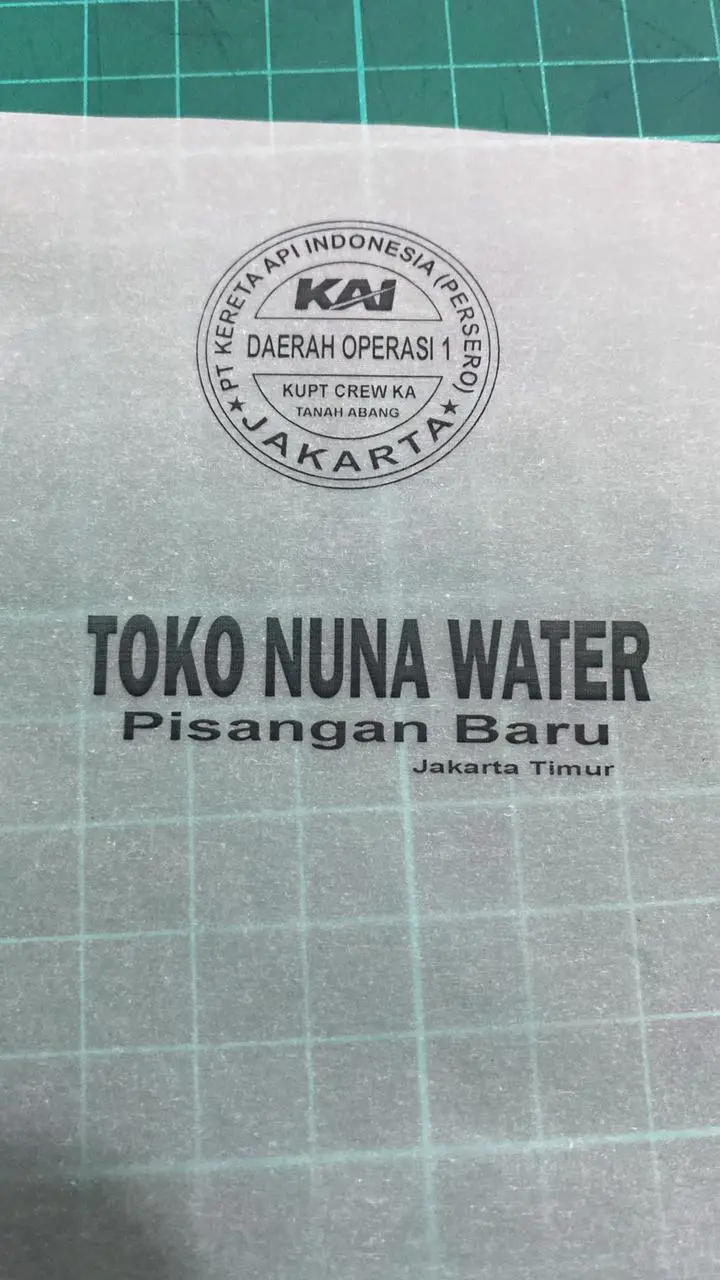 PT KERETA API INDONESIA (PERSERO)
KAI
DAERAH OPERASI 1
KUPT CREW KA
TANAH ABANG
★ JAKARTA ★
TOKO NUNA WATER
Pisangan Baru
Jakarta Timur